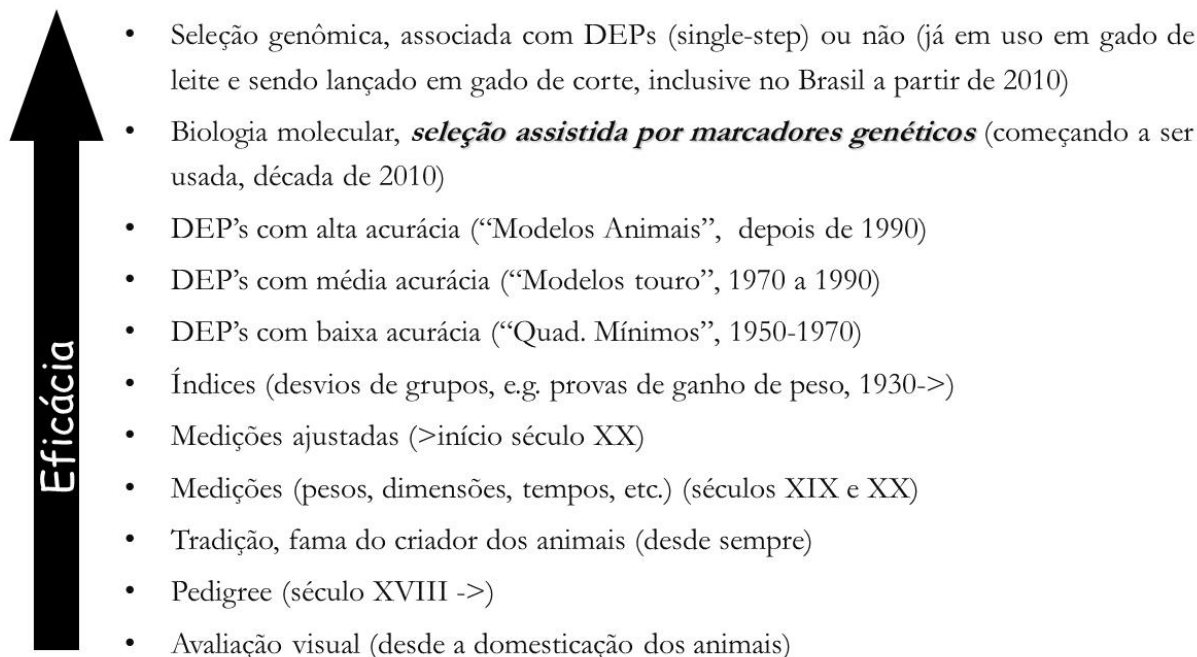 • Seleção genômica, associada com DEPs (single-step) ou não (já em uso em gado de
leite e sendo lançado em gado de corte, inclusive no Brasil a partir de 2010)
• Biologia molecular, seleção assistida por marcadores genéticos (começando a ser
usada, década de 2010)
• DEP’s com alta acurácia (“Modelos Animais”, depois de 1990)
• DEP’s com média acurácia (“Modelos touro”, 1970 a 1990)
• DEP’s com baixa acurácia (“Quad. Mínimos”, 1950-1970)
• Índices (desvios de grupos, e.g. provas de ganho de peso, 1930->)
• Medições ajustadas (>início século XX)
• Medições (pesos, dimensões, tempos, etc.) (séculos XIX e XX)
• Tradição, fama do criador dos animais (desde sempre)
• Pedigree (século XVIII ->)
• Avaliação visual (desde a domesticação dos animais)
Eficácia